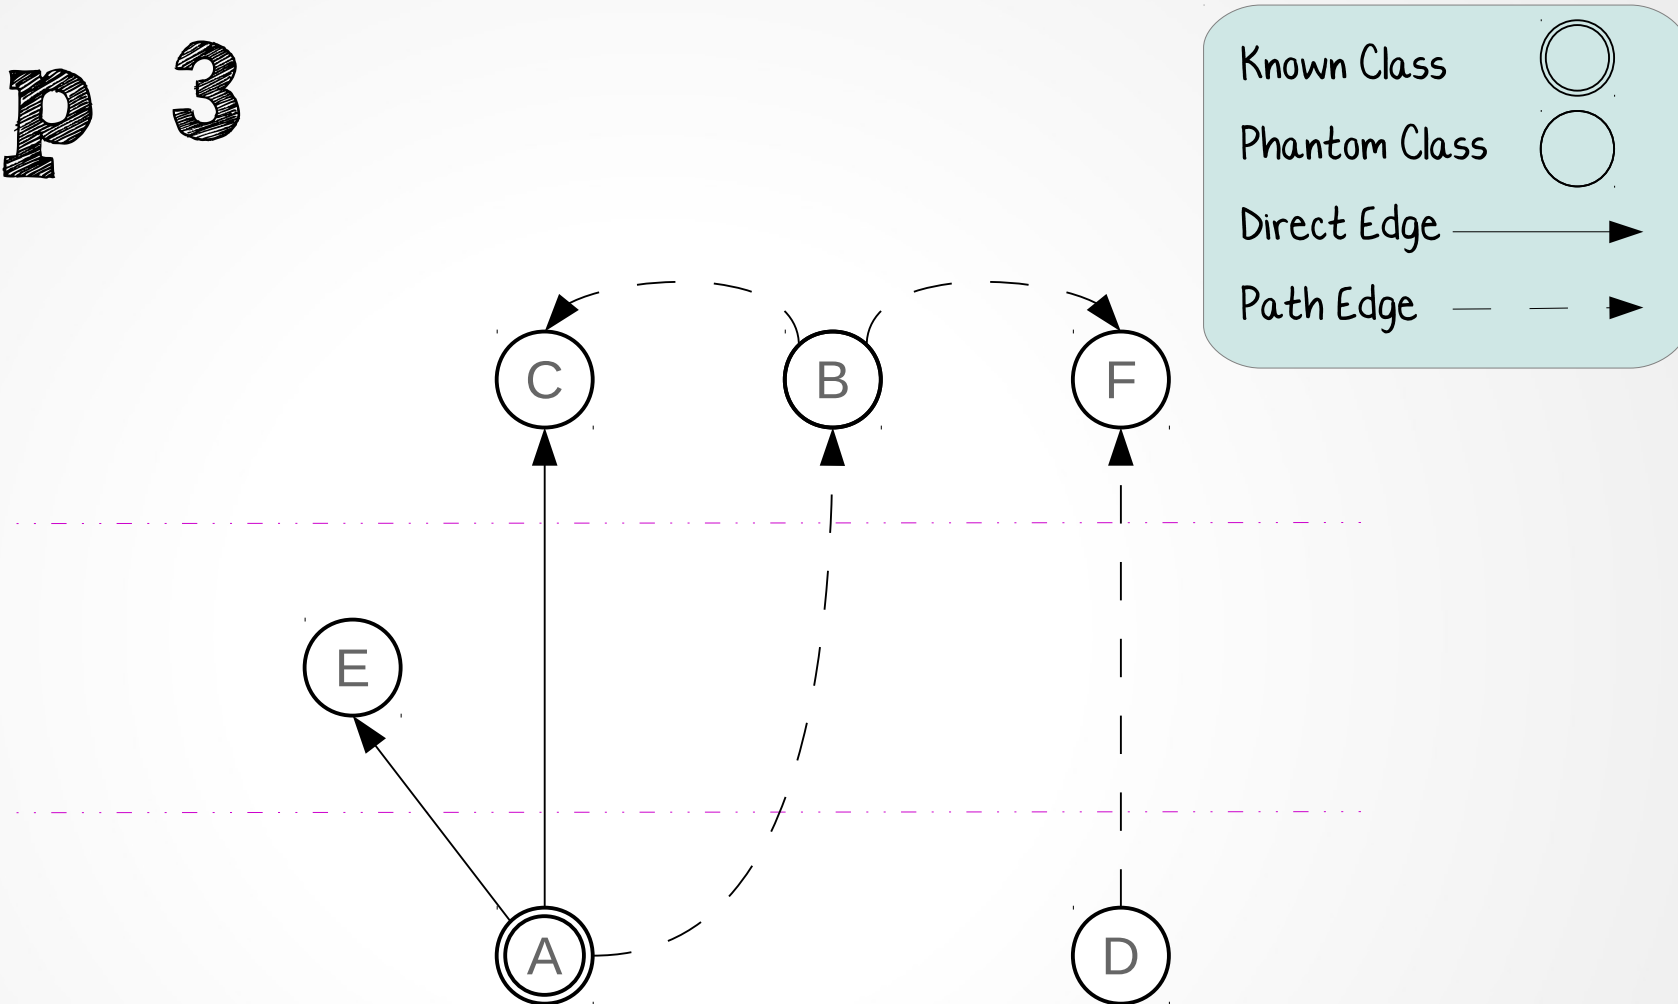 p 3
Known Class
Phantom Class
Direct Edge
Path Edge
C B F
E
A D